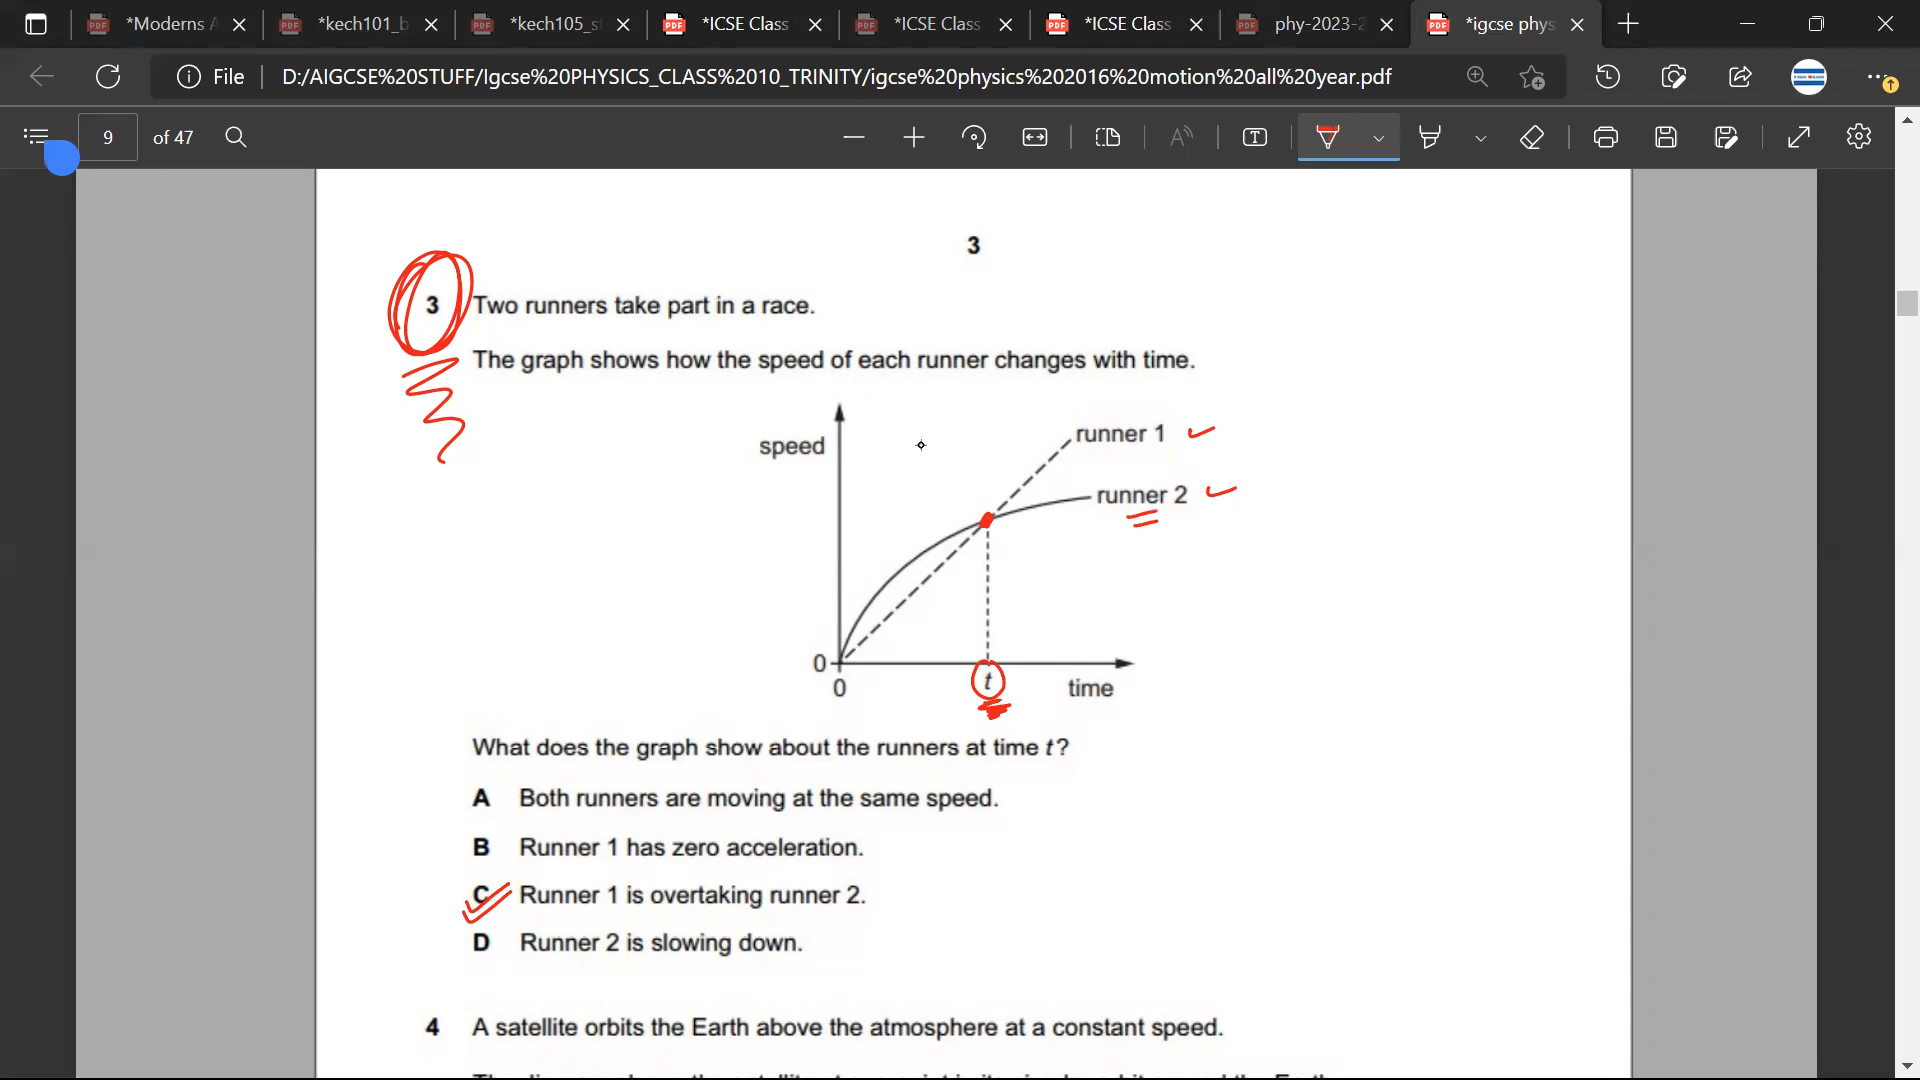 *Moderns A
*kech101_b
*kech105_s
*ICSE Class
*ICSE Class
*ICSE Class
phy-2023-2
*igcse phys
File
D:/AIGCSE%20STUFF/Igcse%20PHYSICS_CLASS%2010_TRINITY/igcse%20physics%202016%20motion%20all%20year.pdf
9 of 47
3
3 Two runners take part in a race.
The graph shows how the speed of each runner changes with time.
speed
runner 1
runner 2
0
0
t
time
What does the graph show about the runners at time t?
A Both runners are moving at the same speed.
B Runner 1 has zero acceleration.
C Runner 1 is overtaking runner 2.
D Runner 2 is slowing down.
4 A satellite orbits the Earth above the atmosphere at a constant speed.